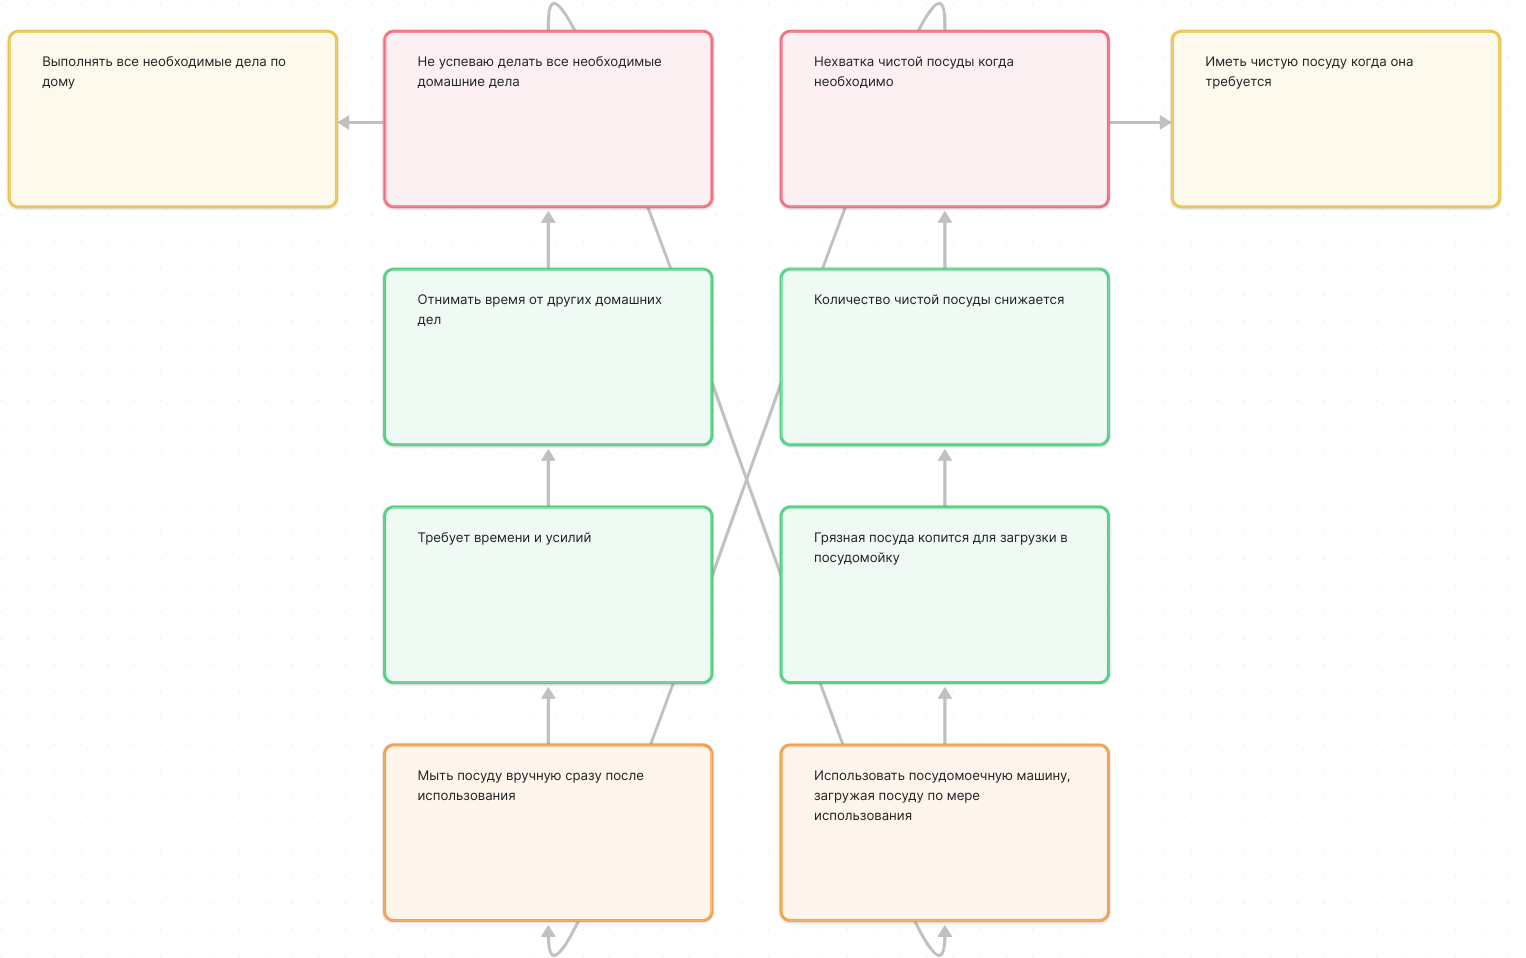 Выполнять все необходимые дела по
дому
Не успеваю делать все необходимые
домашние дела
Нехватка чистой посуды когда
необходимо
Иметь чистую посуду когда она
требуется
Отнимать время от других домашних
дел
Количество чистой посуды снижается
Требует времени и усилий
Грязная посуда копится для загрузки в
посудомойку
Мыть посуду вручную сразу после
использования
Использовать посудомоечную машину,
загружая посуду по мере
использования